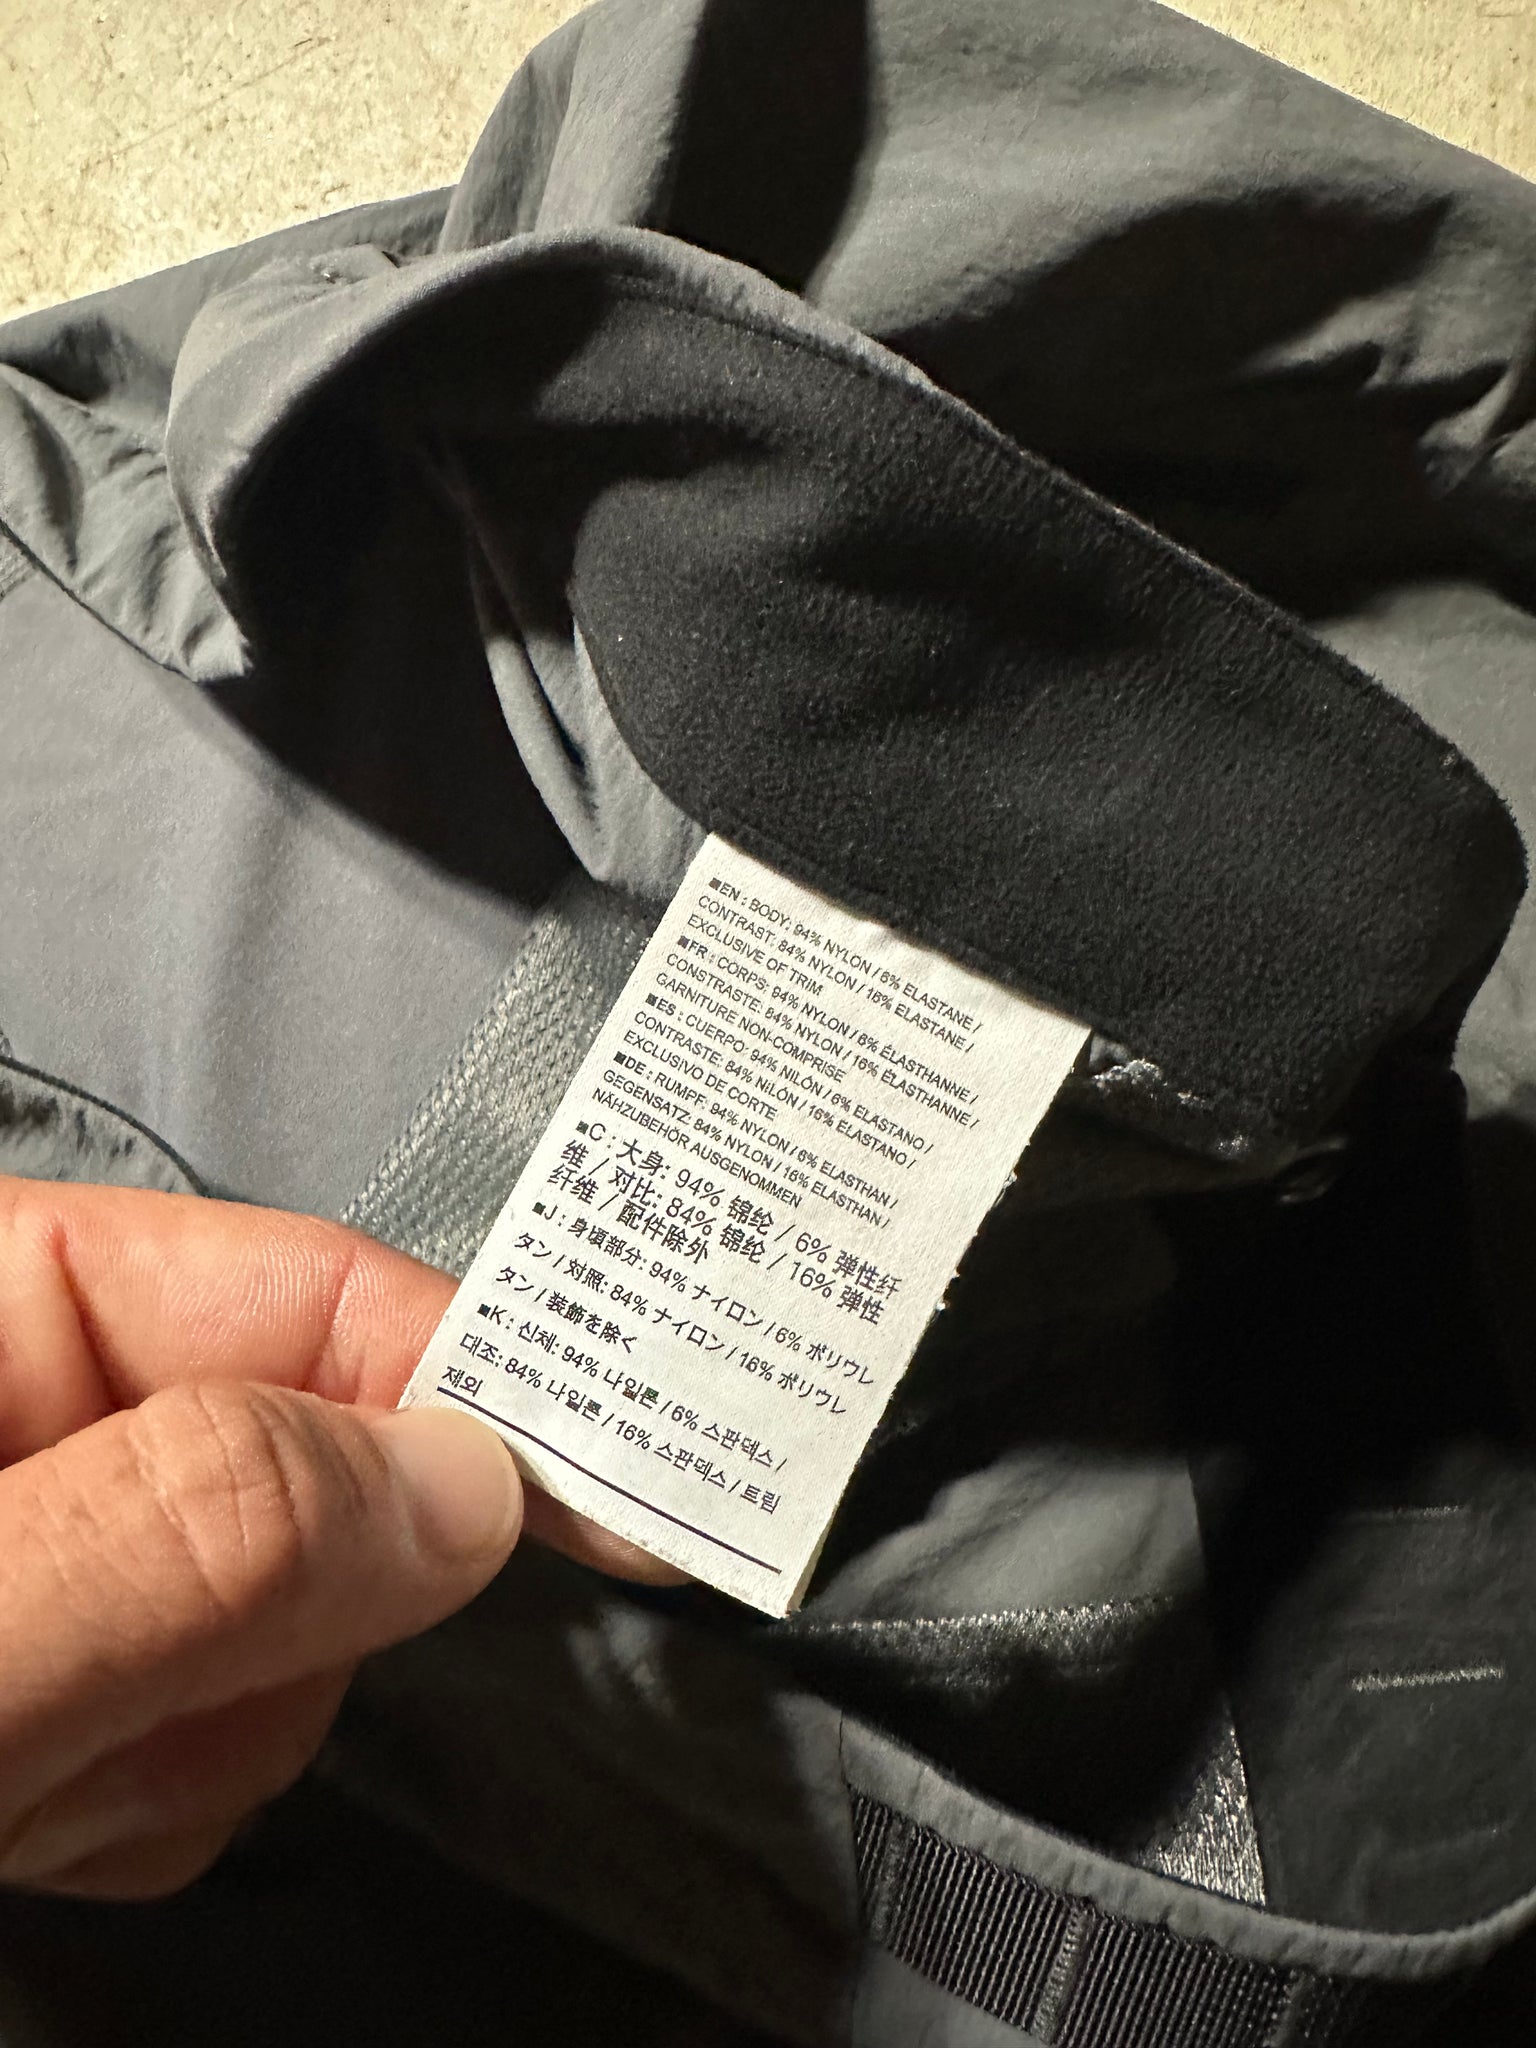 ■EN : BODY: 94% NYLON / 6% ELASTANE /
CONTRAST: 84% NYLON / 16% ELASTANE /
EXCLUSIVE OF TRIM
■FR : CORPS: 94% NYLON / 6% ÉLASTHANNE /
CONSTRASTE: 84% NYLON / 16% ÉLASTHANNE /
GARNITURE NON-COMPRISE
■ES : CUERPO: 94% NILÓN / 6% ELASTANO /
CONTRASTE: 84% NILÓN / 16% ELASTANO /
EXCLUSIVO DE CORTE
■DE : RUMPF: 94% NYLON / 6% ELASTHAN /
GEGENSATZ: 84% NYLON / 16% ELASTHAN /
NÄHZUBEHÖR AUSGENOMMEN
■C : 大身: 94% 锦纶 / 6% 弹性纤
维 / 对比: 84% 锦纶 / 16% 弹性
纤维 / 配件除外
■J : 身頃部分: 94% ナイロン / 6% ポリウレ
タン / 対照: 84% ナイロン / 16% ポリウレ
タン / 装飾を除く
■K : 신체: 94% 나일론 / 6% 스판덱스 /
대조: 84% 나일론 / 16% 스판덱스 / 트림
제외